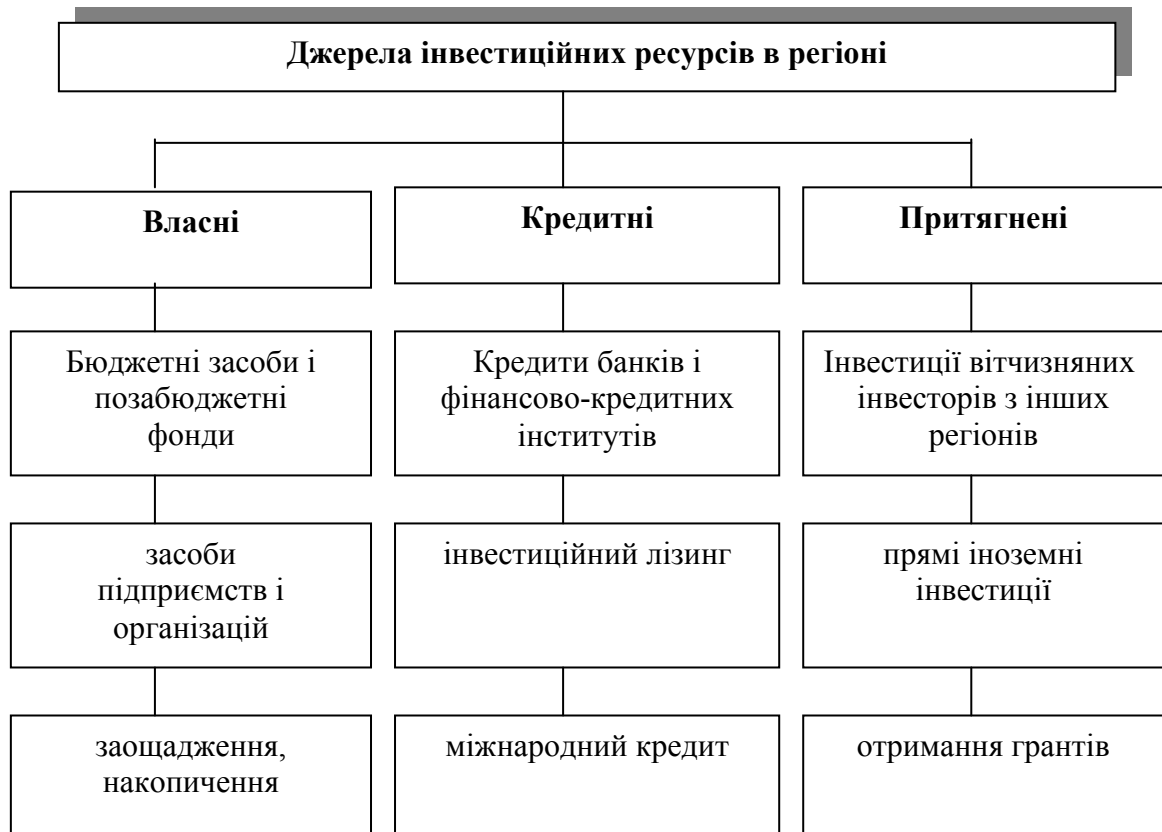 Джерела інвестиційних ресурсів в регіоні
Власні
Кредитні
Притягнені
Бюджетні засоби і
позабюджетні
фонди
Кредити банків і
фінансово-кредитних
інститутів
Інвестиції вітчизняних
інвесторів з інших
регіонів
засоби
підприємств і
організацій
інвестиційний лізинг
прямі іноземні
інвестиції
заощадження,
накопичення
міжнародний кредит
отримання грантів